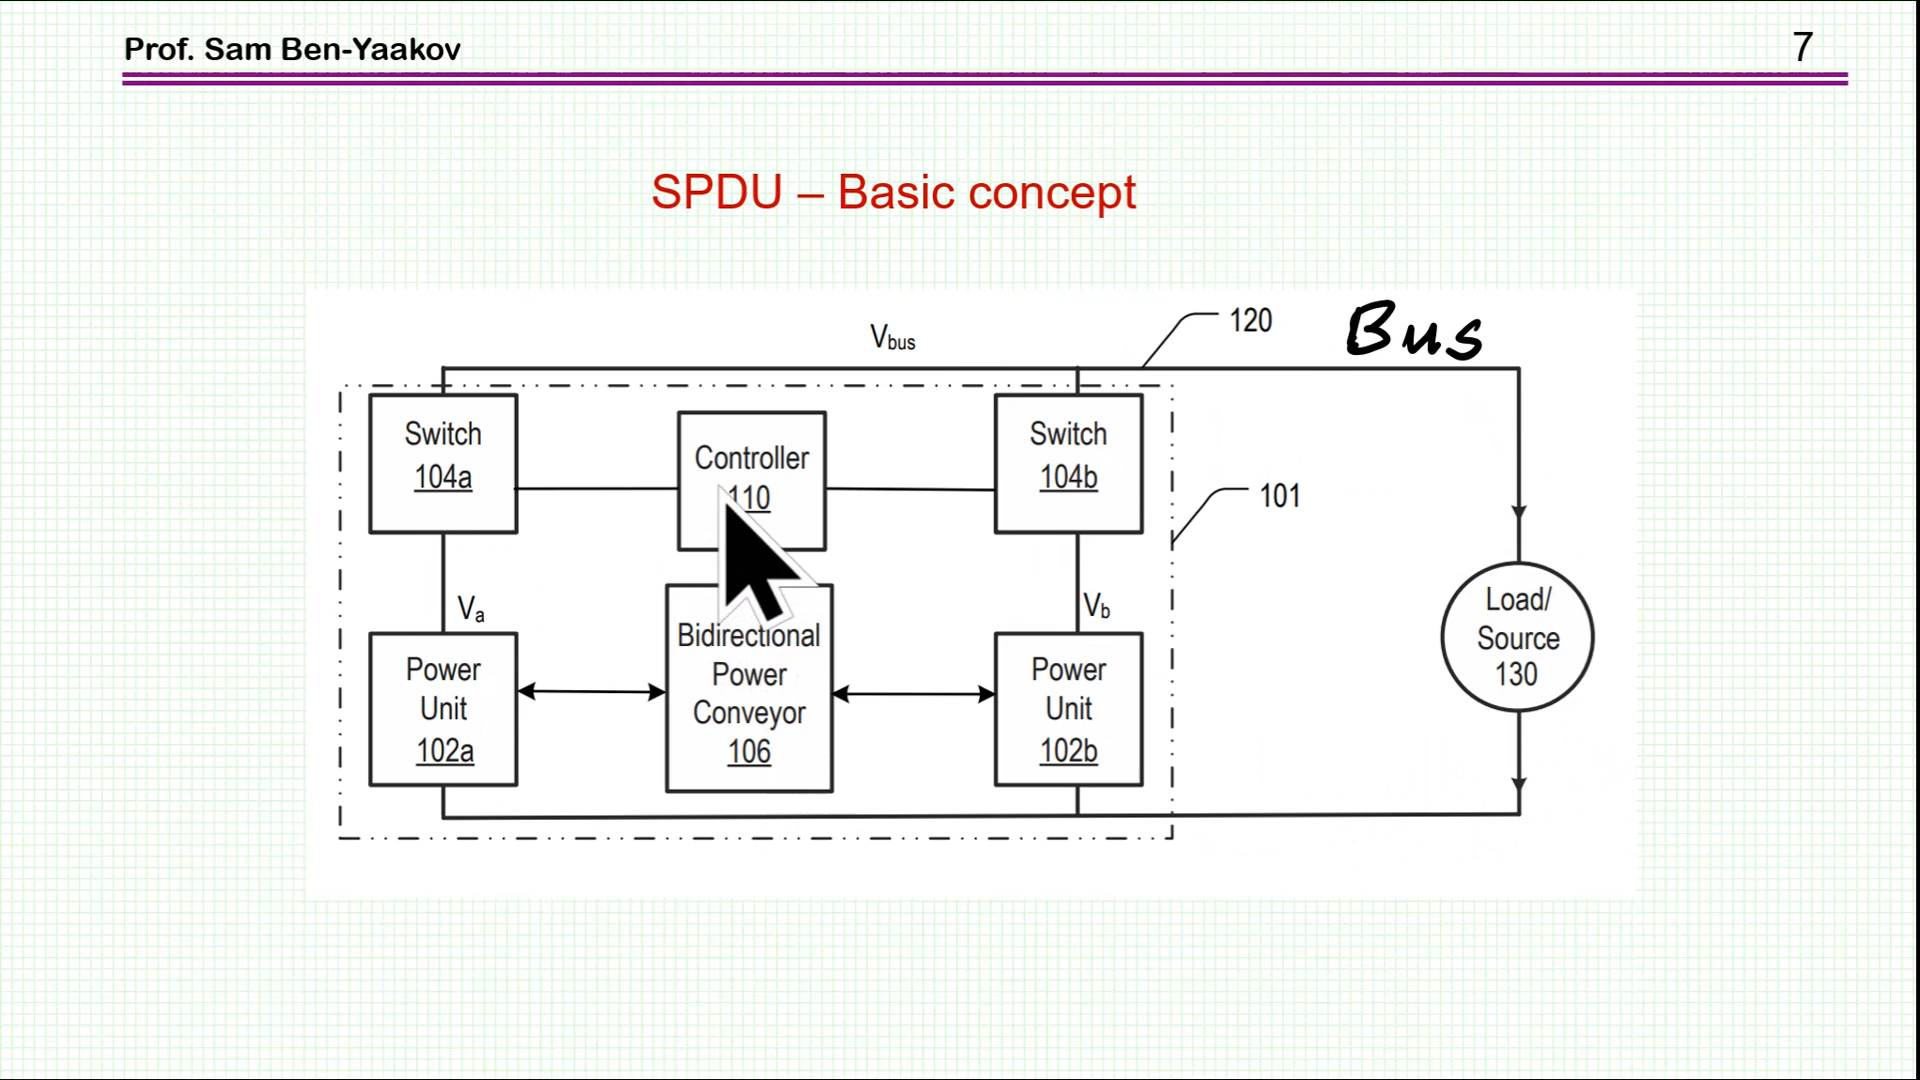 Prof. Sam Ben-Yaakov
7
SPDU – Basic concept
Vbus
120
Bus
Switch
104a
Controller
110
Switch
104b
101
Va
Vb
Power
Unit
102a
Bidirectional
Power
Conveyor
106
Power
Unit
102b
Load/
Source
130